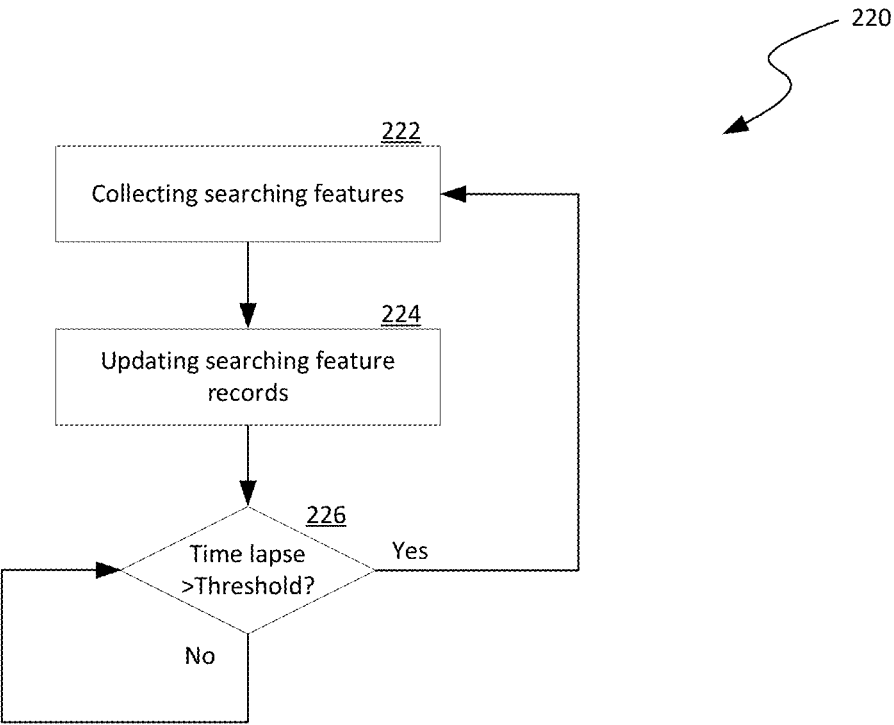 220
222
Collecting searching features
224
Updating searching feature
records
226
Time lapse
>Threshold?
Yes
No